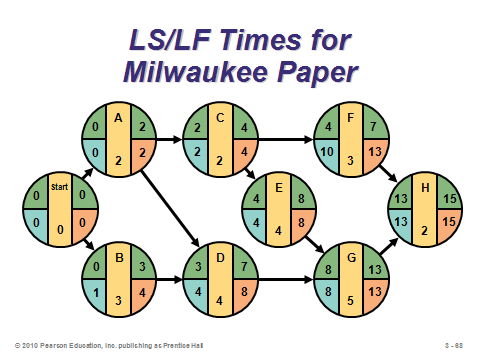 LS/LF Times for
Milwaukee Paper
A
0 2
0 2
2
C
2 4
2 4
2
F
4 7
10 13
3
Start
0 0
0 0
0
E
4 8
4 8
4
H
13 15
13 15
2
B
0 3
1 4
3
D
3 7
4 8
4
G
8 13
8 13
5
© 2010 Pearson Education, Inc. publishing as Prentice Hall
3 - 68